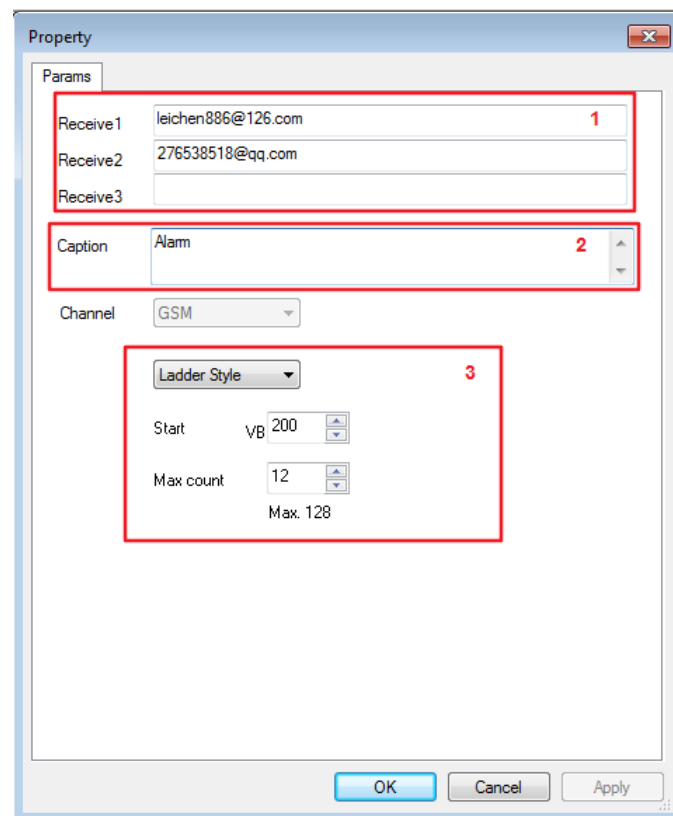 Property
Params
Receive1 leichen886@126.com 1
Receive2 276538518@qq.com
Receive3
Caption Alarm 2
Channel GSM
Ladder Style 3
Start VB 200
Max count 12
Max. 128
OK Cancel Apply